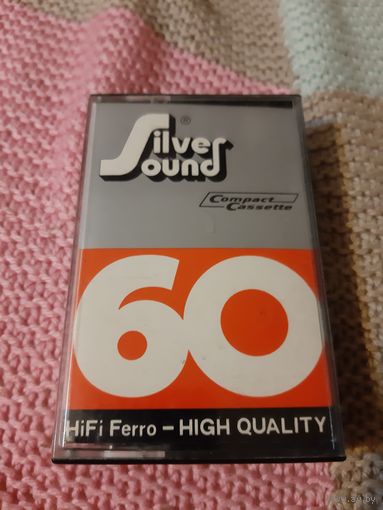 Silver
Sound
®
Compact
Cassette
60
HiFi Ferro – HIGH QUALITY